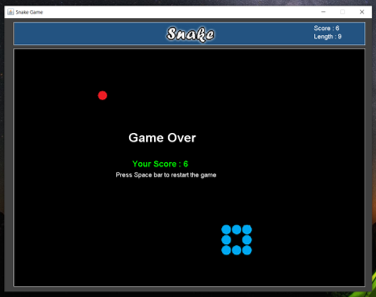 Snake Game
Snake
Score : 6
Length : 9
Game Over
Your Score : 6
Press Space bar to restart the game